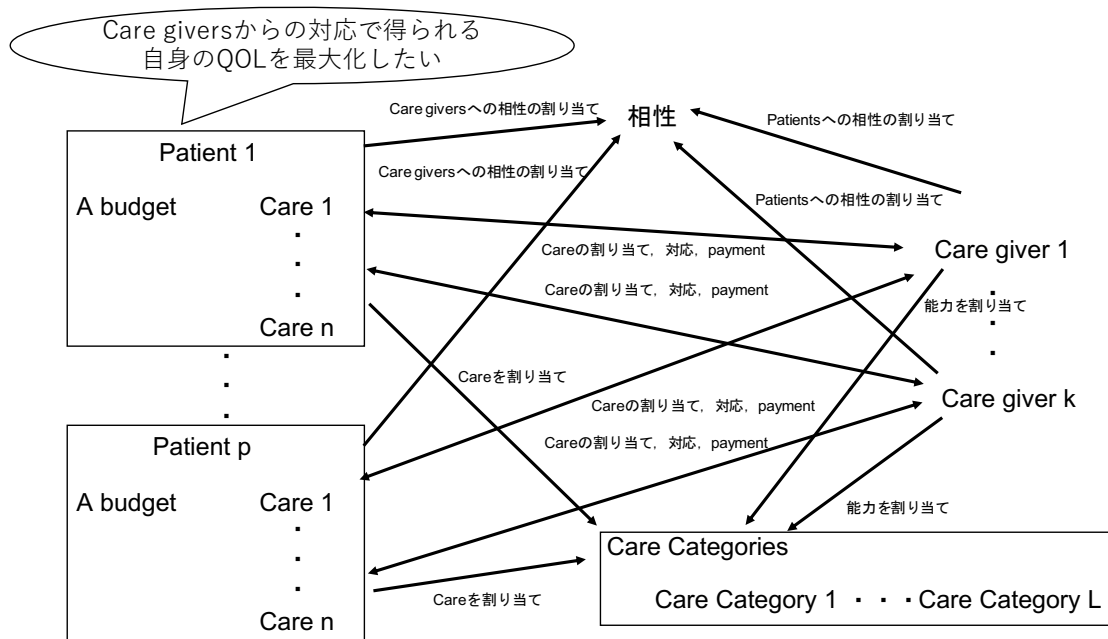 Care giversからの対応で得られる
自身のQOLを最大化したい
Care giversへの相性の割り当て
相性
Patientsへの相性の割り当て
Patient 1
Care giversへの相性の割り当て
A budget
Care 1
Patientsへの相性の割り当て
・
・
・
Careの割り当て, 対応, payment
Care giver 1
Careの割り当て, 対応, payment
・
・
・
能力を割り当て
Care n
・
・
・
Careを割り当て
Care giver k
Careの割り当て, 対応, payment
Patient p
Careの割り当て, 対応, payment
A budget
Care 1
・
・
・
能力を割り当て
Care Categories
Careを割り当て
Care Category 1 ・ ・ ・ Care Category L
Care n